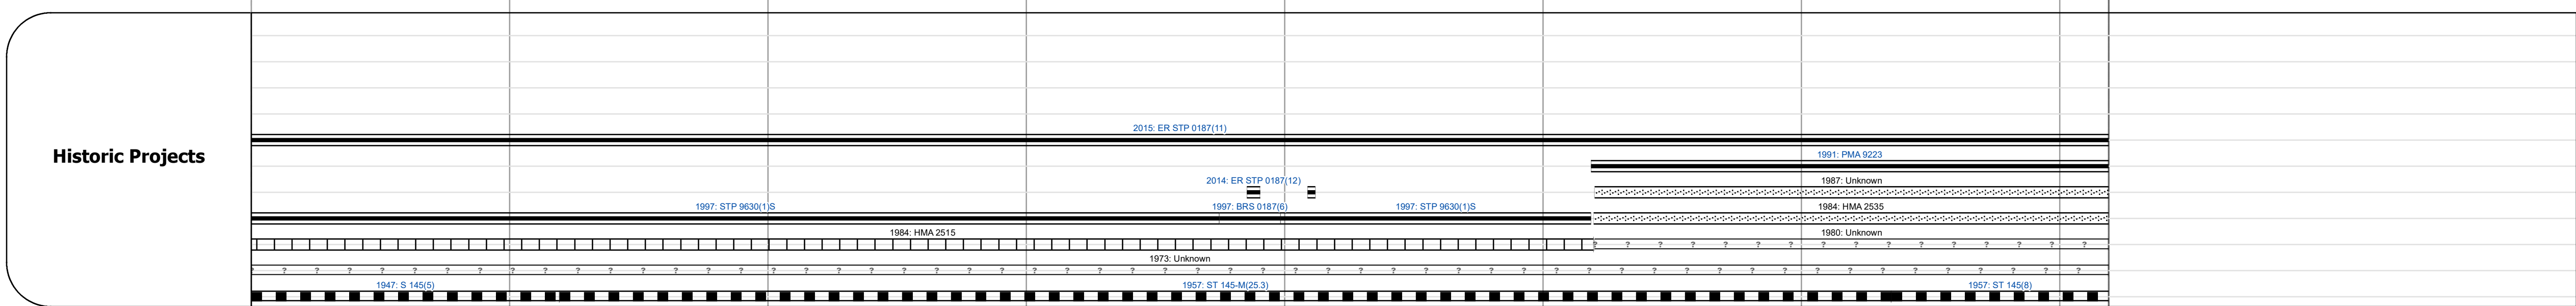 2015: ER STP 0187(11)
1991: PMA 9223
Historic Projects
2014: ER STP 0187(12)
1987: Unknown
1997: STP 9630(1)S
1997: BRS 0187(6)
1997: STP 9630(1)S
1984: HMA 2535
1984: HMA 2515
1980: Unknown
? ? ? ? ? ? ? ? ? ? ? ? ? ? ? ?
1973: Unknown
? ? ? ? ? ? ? ? ? ? ? ? ? ? ? ? ? ? ? ? ? ? ? ? ? ? ? ? ? ? ? ? ? ? ? ? ? ? ? ? ? ? ? ? ? ? ? ? ? ? ? ? ? ? ? ? ?
1947: S 145(5)
1957: ST 145-M(25.3)
1957: ST 145(8)